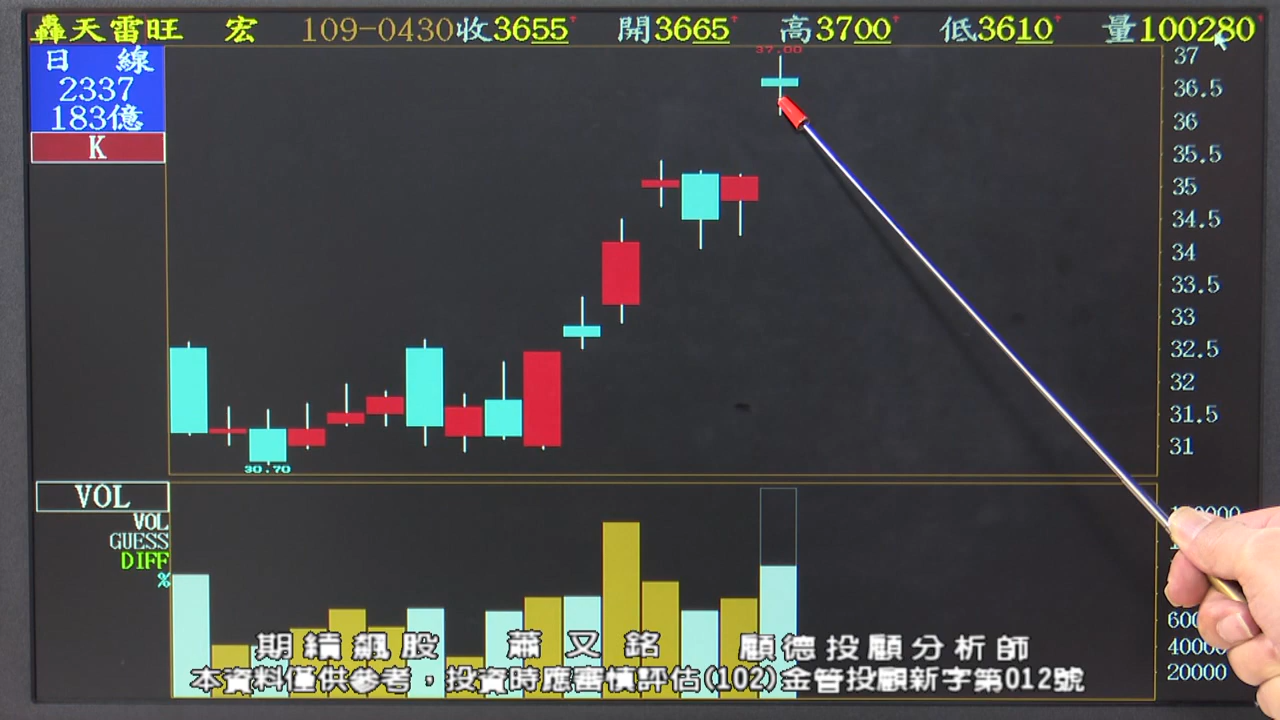 轟天雷旺宏 109-0430 收3655 開3665 高3700 低3610 量100280
日線
2337
183億
K
37.00
37
36.5
36
35.5
35
34.5
34
33.5
33
32.5
32
31.5
31
30.70
VOL
VOL
GUESS
DIFF
%
40000
20000
期績飆股 蕭又銘 顧德投顧分析師
本資料僅供參考，投資時應審慎評估(102)金管投顧新字第012號